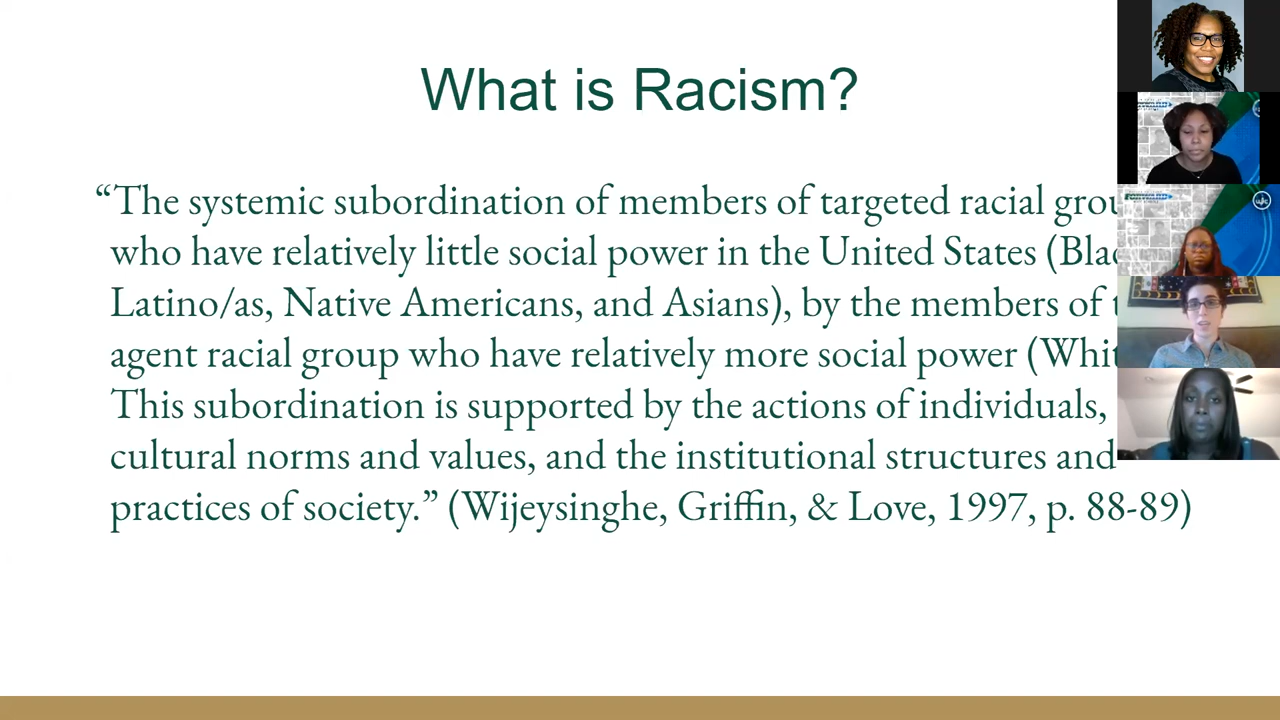 What is Racism?
“The systemic subordination of members of targeted racial
who have relatively little social power in the United States
Latino/as, Native Americans, and Asians), by the members of
agent racial group who have relatively more social power
This subordination is supported by the actions of individuals,
cultural norms and values, and the institutional structures and
practices of society.” (Wijeysinghe, Griffin, & Love, 1997, p. 88-89)
FORWARD